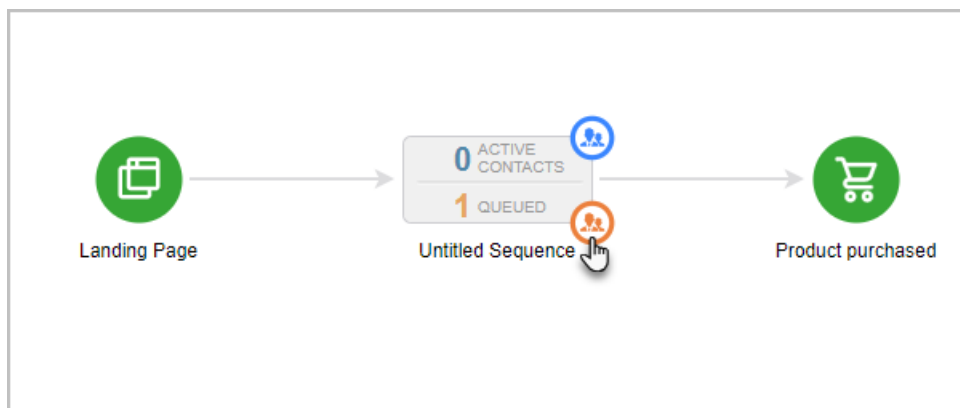 0 ACTIVE
CONTACTS
1 QUEUED
Landing Page
Untitled Sequence
Product purchased